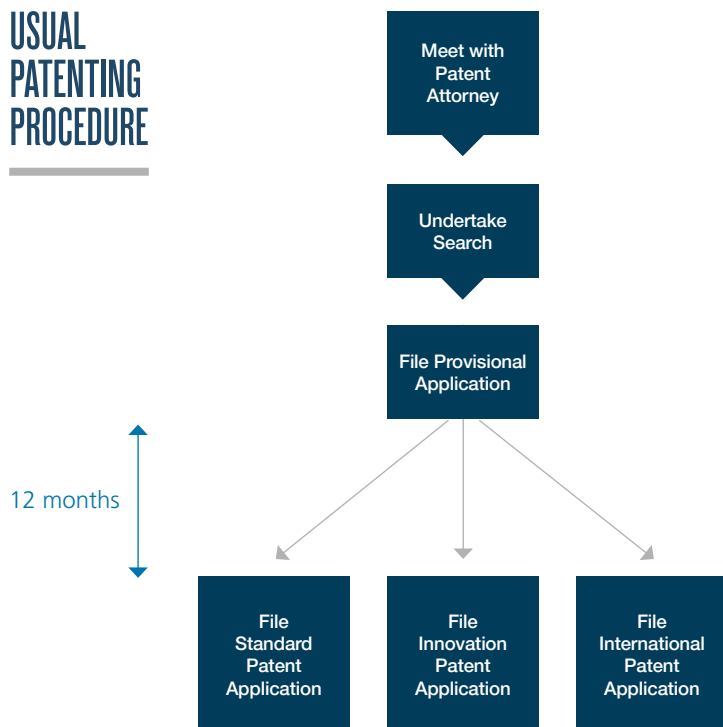 USUAL
PATENTING
PROCEDURE
Meet with
Patent
Attorney
Undertake
Search
File Provisional
Application
12 months
File
Standard
Patent
Application
File
Innovation
Patent
Application
File
International
Patent
Application